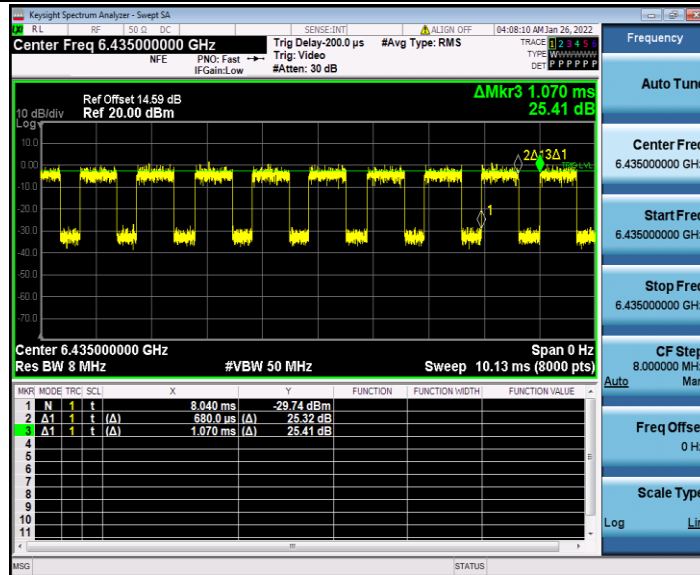 Keysight Spectrum Analyzer - Swept SA
RL RF 50 Ω DC SENSE:INT ALIGN OFF 04:08:10 AM Jan 26, 2022
Center Freq 6.435000000 GHz
NFE
PNO: Fast
IFGain:Low
Trig Delay-200.0 µs
Trig: Video
#Atten: 30 dB
#Avg Type: RMS
TRACE 1 2 3 4 5 6
TYPE WWWWWW
DET P P P P P P
ΔMkr3 1.070 ms
25.41 dB
10 dB/div
Log
Ref Offset 14.59 dB
Ref 20.00 dBm
10.0
0.00
-10.0
-20.0
-30.0
-40.0
-50.0
-60.0
-70.0
2Δ1 3Δ1
TRIG LVL
1
Center 6.435000000 GHz Span 0 Hz
Res BW 8 MHz #VBW 50 MHz Sweep 10.13 ms (8000 pts)
MKR MODE TRC SCL X Y FUNCTION FUNCTION WIDTH FUNCTION VALUE
1 N 1 t 8.040 ms -29.74 dBm
2 Δ1 1 t (Δ) 680.0 µs (Δ) 25.32 dB
3 Δ1 1 t (Δ) 1.070 ms (Δ) 25.41 dB
4
5
6
7
8
9
10
11
MSG STATUS
Frequency
Auto Tune
Center Freq
6.435000000 GHz
Start Freq
6.435000000 GHz
Stop Freq
6.435000000 GHz
CF Step
8.000000 MHz
Auto Man
Freq Offset
0 Hz
Scale Type
Log Lin